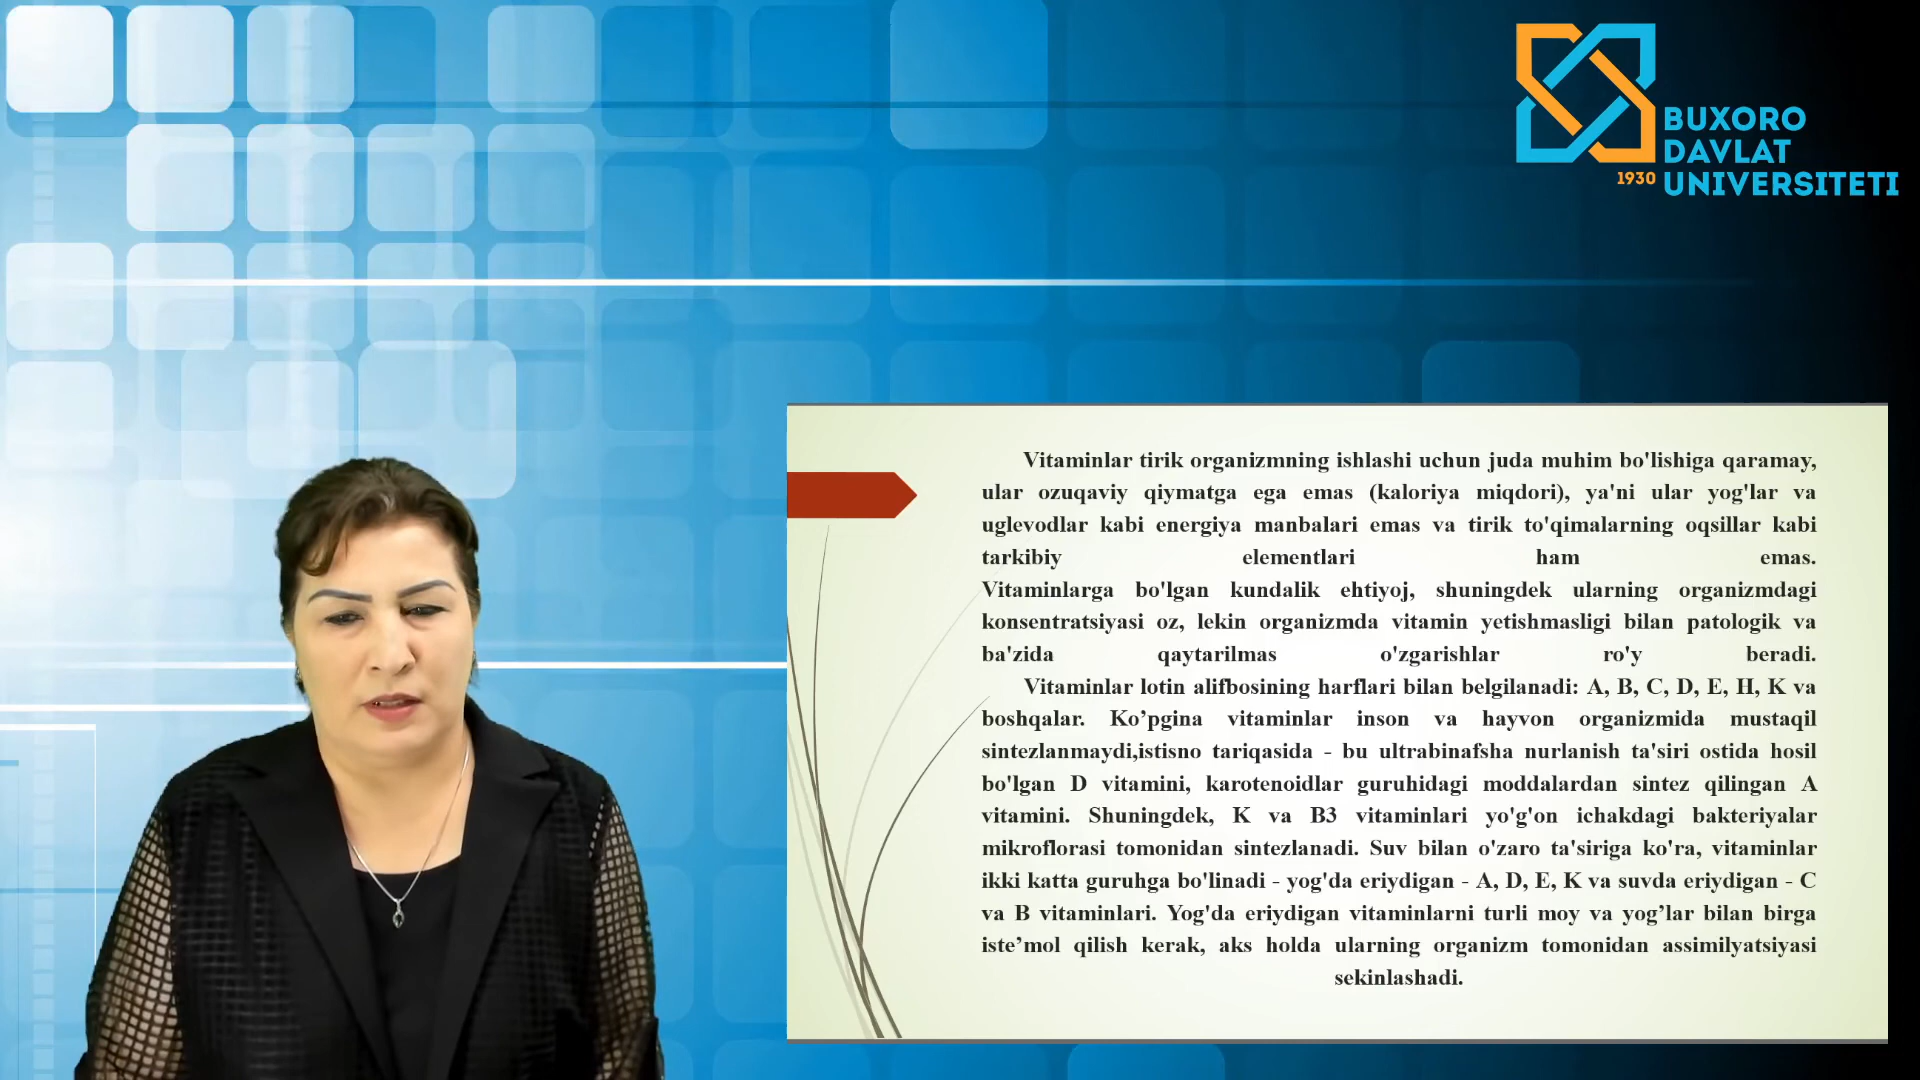 BUXORO
DAVLAT
1930 UNIVERSITETI
Vitaminlar tirik organizmning ishlashi uchun juda muhim bo'lishiga qaramay,
ular ozuqaviy qiymatga ega emas (kaloriya miqdori), ya'ni ular yog'lar va
uglevodlar kabi energiya manbalari emas va tirik to'qimalarning oqsillar kabi
tarkibiy elementlari ham emas.
Vitaminlarga bo'lgan kundalik ehtiyoj, shuningdek ularning organizmdagi
konsentratsiyasi oz, lekin organizmda vitamin yetishmasligi bilan patologik va
ba'zida qaytarilmas o'zgarishlar ro'y beradi.
Vitaminlar lotin alifbosining harflari bilan belgilanadi: A, B, C, D, E, H, K va
boshqalar. Ko’pgina vitaminlar inson va hayvon organizmida mustaqil
sintezlanmaydi,istisno tariqasida - bu ultrabinafsha nurlanish ta'siri ostida hosil
bo'lgan D vitamini, karotenoidlar guruhidagi moddalardan sintez qilingan A
vitamini. Shuningdek, K va B3 vitaminlari yo'g'on ichakdagi bakteriyalar
mikroflorasi tomonidan sintezlanadi. Suv bilan o'zaro ta'siriga ko'ra, vitaminlar
ikki katta guruhga bo'linadi - yog'da eriydigan - A, D, E, K va suvda eriydigan - C
va B vitaminlari. Yog'da eriydigan vitaminlarni turli moy va yog’lar bilan birga
iste’mol qilish kerak, aks holda ularning organizm tomonidan assimilyatsiyasi
sekinlashadi.